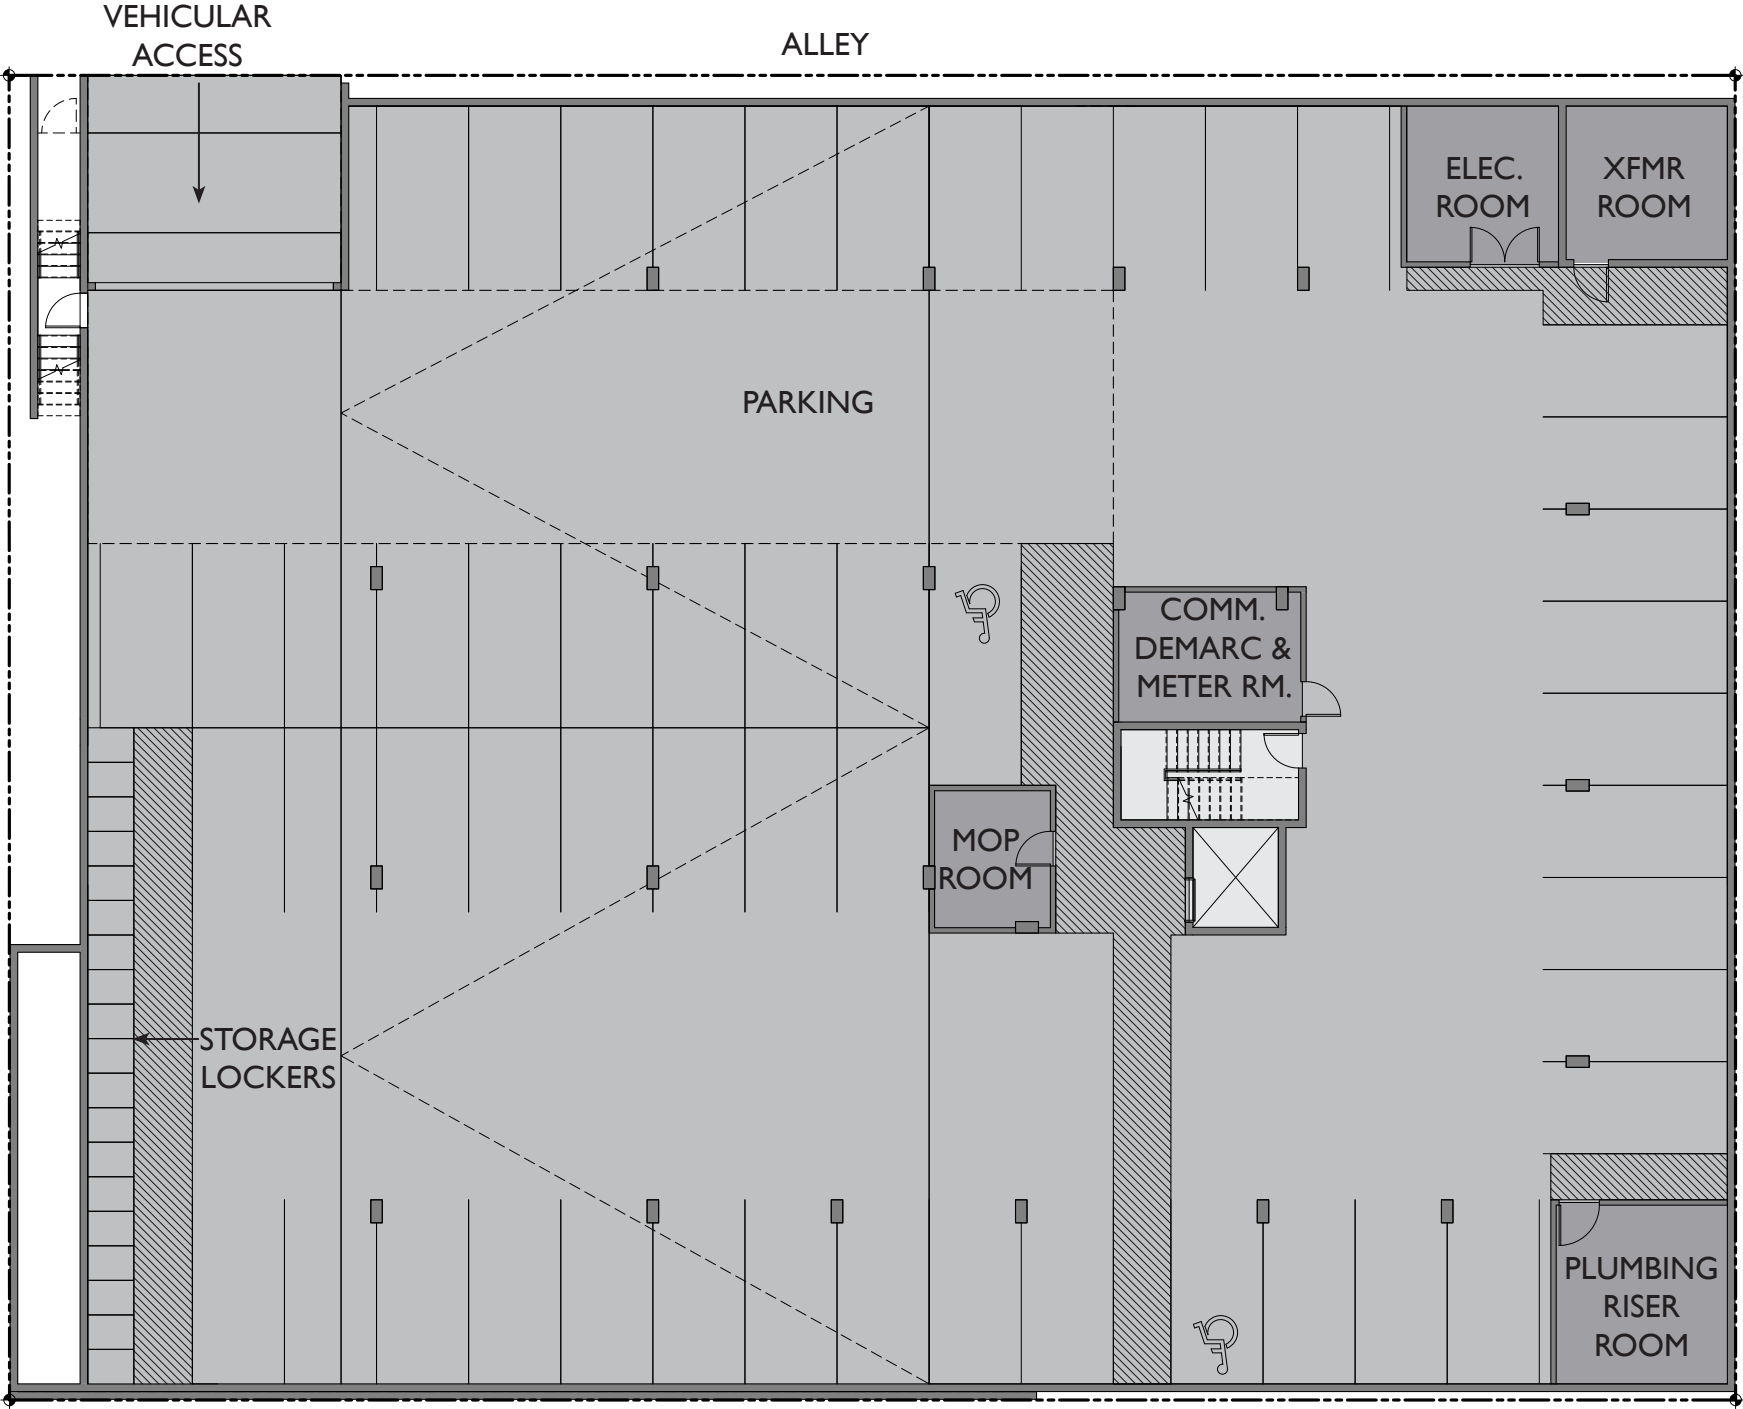 VEHICULAR
ACCESS
ALLEY
ELEC.
ROOM
XFMR
ROOM
PARKING
COMM.
DEMARC &
METER RM.
MOP
ROOM
STORAGE
LOCKERS
PLUMBING
RISER
ROOM